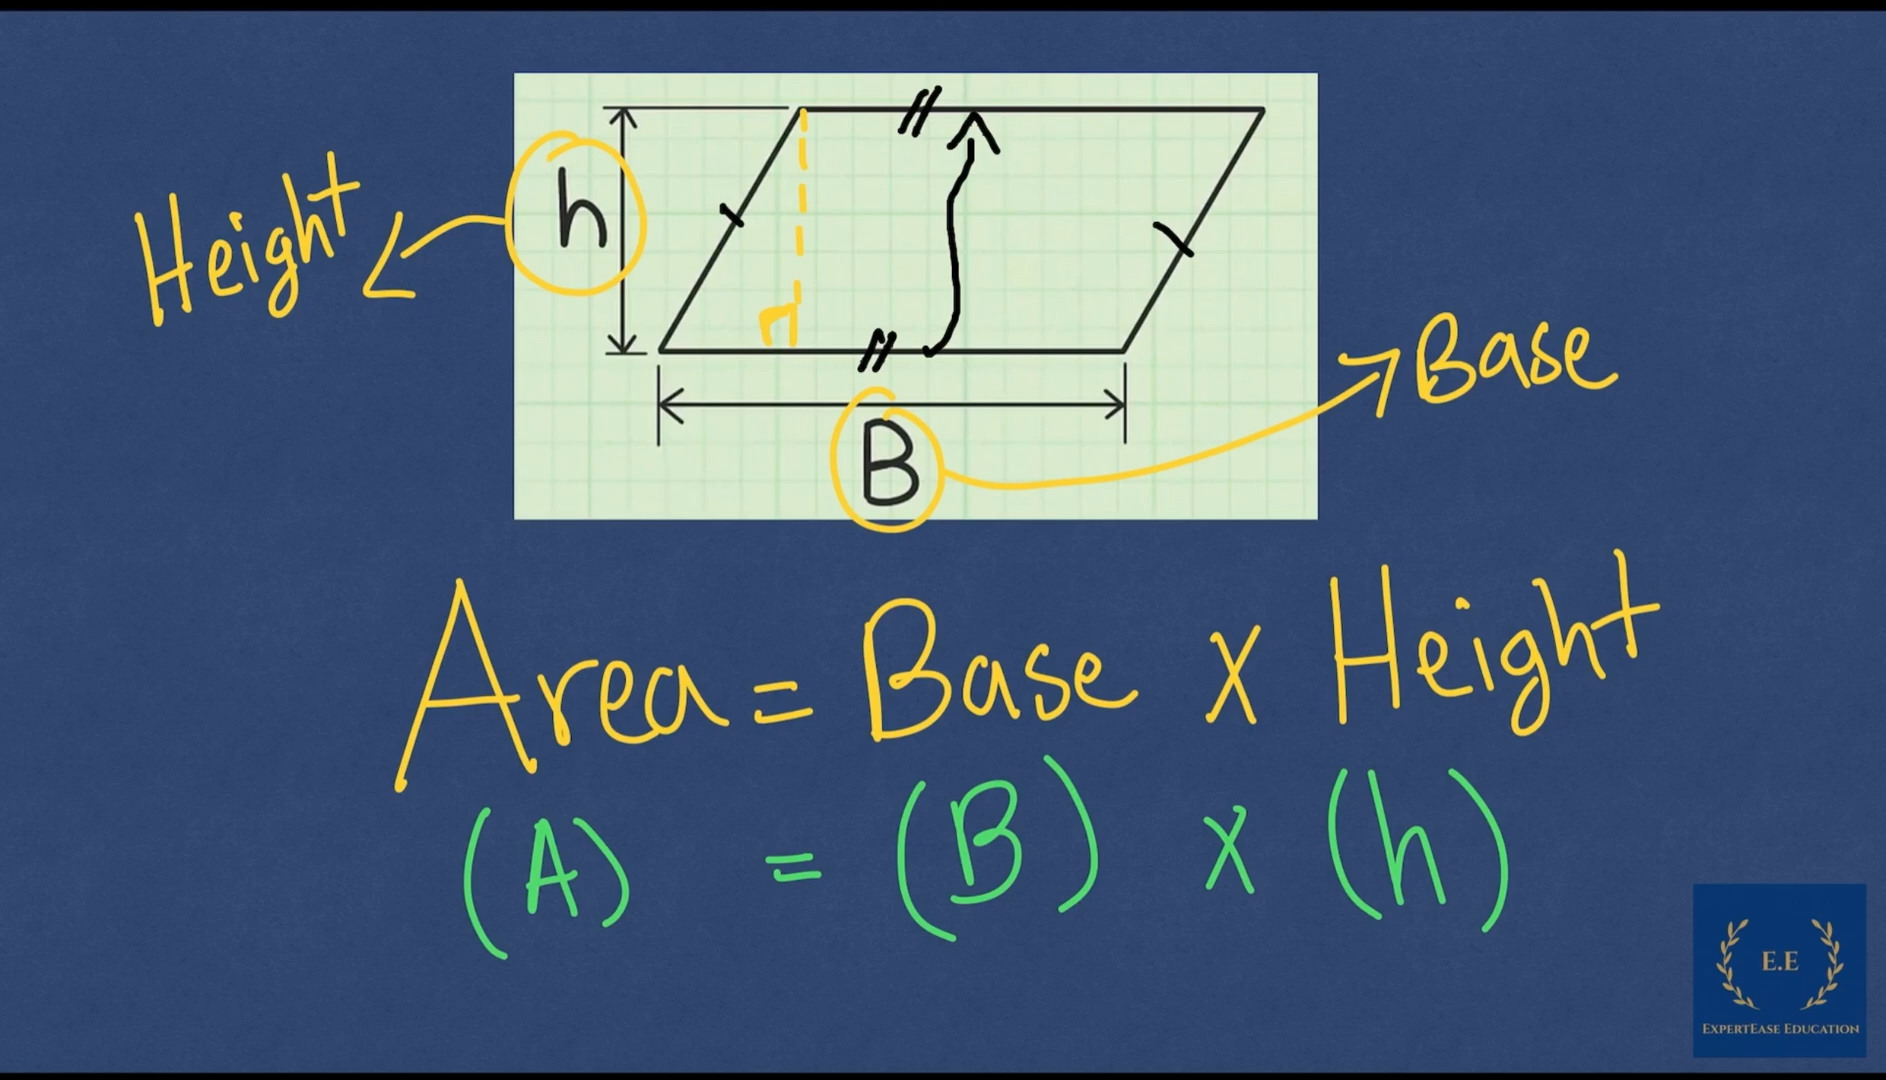 Height
h
Base
B
Area = Base x Height
(A) = (B) x (h)
E.E
EXPERTEASE EDUCATION